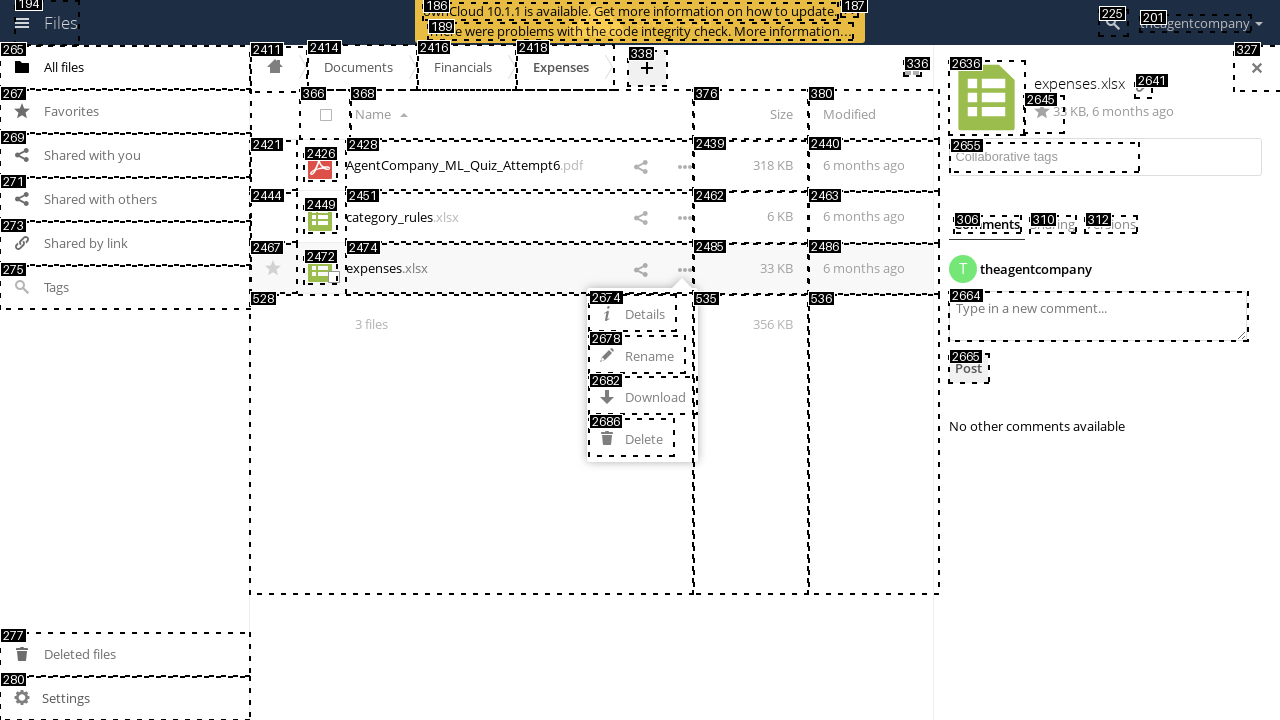 194
Files
186
ownCloud 10.1.1 is available. Get more information on how to update.
187
189
There were problems with the code integrity check. More information…
225
201
theagentcompany
265
All files
267
Favorites
269
Shared with you
271
Shared with others
273
Shared by link
275
Tags
277
Deleted files
280
Settings
2411
2414
Documents
2416
Financials
2418
Expenses
338
+
336
327
366
368
Name
376
Size
380
Modified
2421
2426
2428
AgentCompany_ML_Quiz_Attempt6.pdf
2439
318 KB
2440
6 months ago
2444
2449
2451
category_rules.xlsx
2462
6 KB
2463
6 months ago
2467
2472
2474
expenses.xlsx
2485
33 KB
2486
6 months ago
528
3 files
535
356 KB
536
2674
Details
2678
Rename
2682
Download
2686
Delete
2636
expenses.xlsx
2641
2645
33 KB, 6 months ago
2655
Collaborative tags
306
Comments
310
Sharing
312
Versions
T
theagentcompany
2664
Type in a new comment...
2665
Post
No other comments available